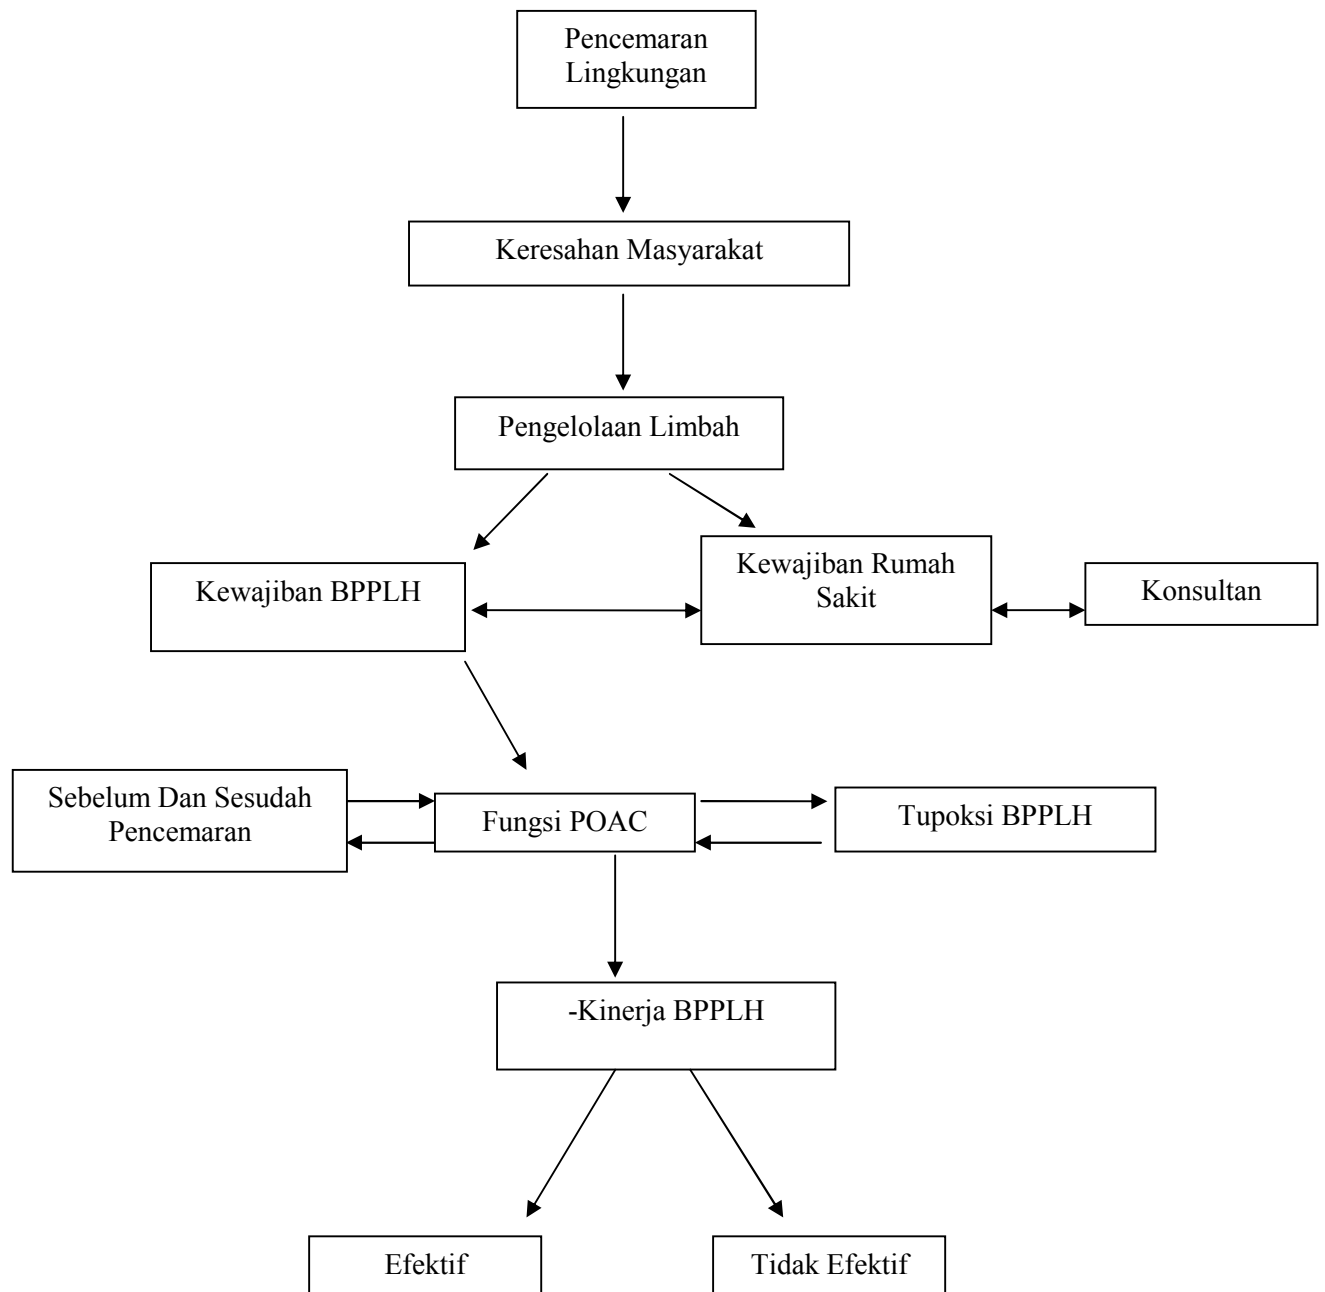 Pencemaran
Lingkungan
Keresahan Masyarakat
Pengelolaan Limbah
Kewajiban BPPLH
Kewajiban Rumah
Sakit
Konsultan
Sebelum Dan Sesudah
Pencemaran
Fungsi POAC
Tupoksi BPPLH
-Kinerja BPPLH
Efektif
Tidak Efektif